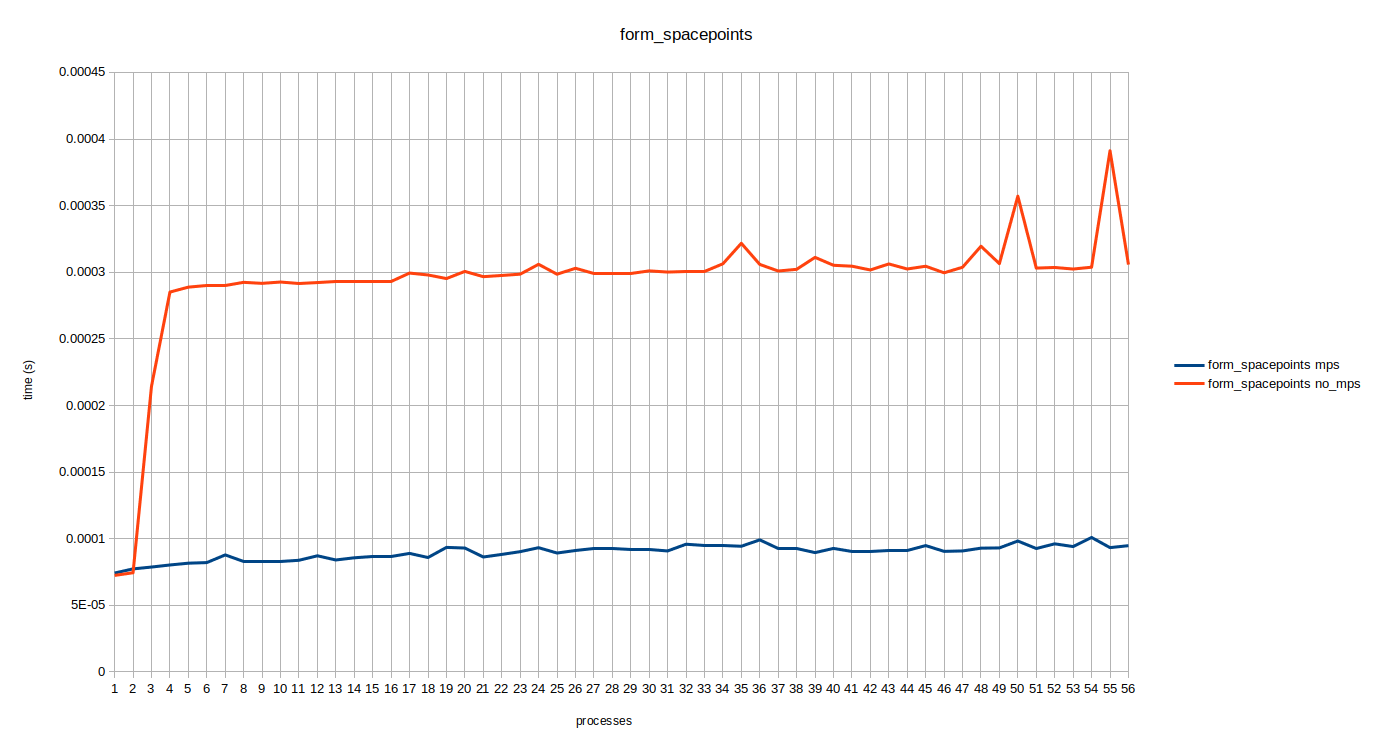 form_spacepoints
0.00045
0.0004
0.00035
0.0003
0.00025
0.0002
0.00015
0.0001
5E-05
0
time (s)
1 2 3 4 5 6 7 8 9 10 11 12 13 14 15 16 17 18 19 20 21 22 23 24 25 26 27 28 29 30 31 32 33 34 35 36 37 38 39 40 41 42 43 44 45 46 47 48 49 50 51 52 53 54 55 56
processes
form_spacepoints mps
form_spacepoints no_mps